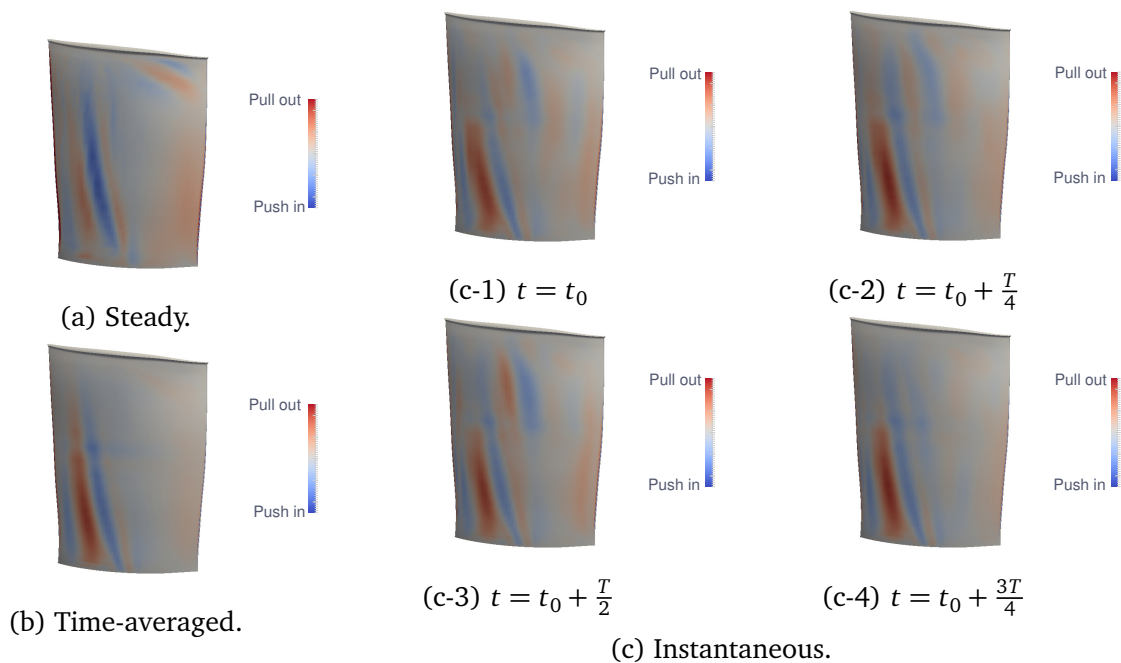 Pull out
Push in
(a) Steady.
Pull out
Push in
(b) Time-averaged.
Pull out
Push in
(c-1) t = t₀
Pull out
Push in
(c-2) t = t₀ + T/4
Pull out
Push in
(c-3) t = t₀ + T/2
Pull out
Push in
(c-4) t = t₀ + 3T/4
(c) Instantaneous.